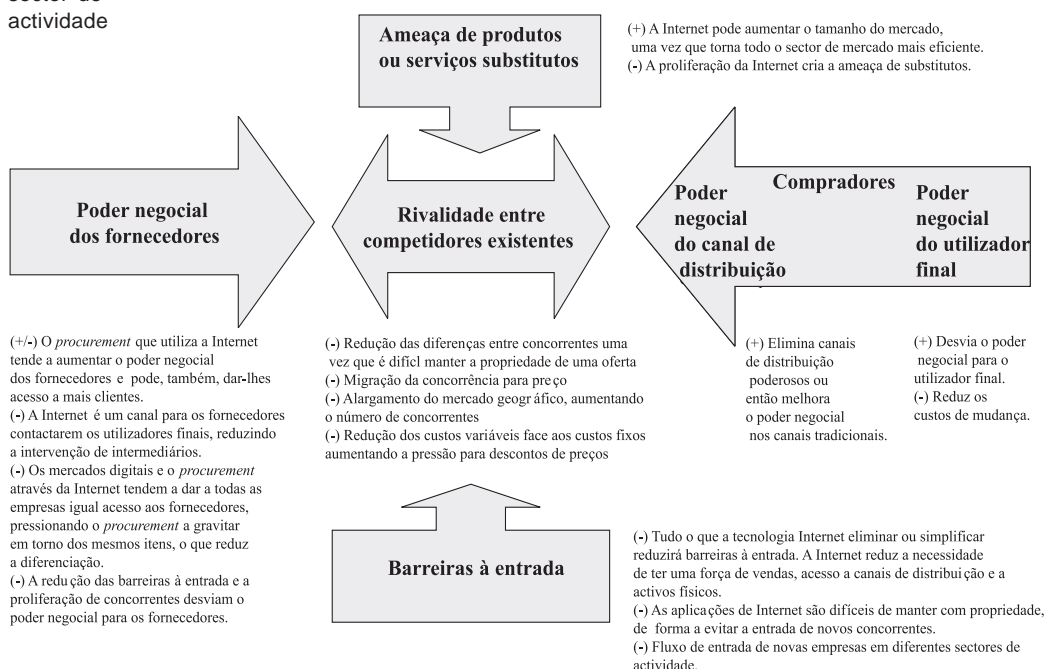 actividade
Ameaça de produtos
ou serviços substitutos
(+) A Internet pode aumentar o tamanho do mercado,
uma vez que torna todo o sector de mercado mais eficiente.
(-) A proliferação da Internet cria a ameaça de substitutos.
Poder negocial
dos fornecedores
Rivalidade entre
competidores existentes
Compradores
Poder
negocial
do canal de
distribuição
Poder
negocial
do utilizador
final
(+/-) O procurement que utiliza a Internet
tende a aumentar o poder negocial
dos fornecedores e pode, também, dar-lhes
acesso a mais clientes.
(-) A Internet é um canal para os fornecedores
contactarem os utilizadores finais, reduzindo
a intervenção de intermediários.
(-) Os mercados digitais e o procurement
através da Internet tendem a dar a todas as
empresas igual acesso aos fornecedores,
pressionando o procurement a gravitar
em torno dos mesmos itens, o que reduz
a diferenciação.
(-) A redução das barreiras à entrada e a
proliferação de concorrentes desviam o
poder negocial para os fornecedores.
(-) Redução das diferenças entre concorrentes uma
vez que é difícl manter a propriedade de uma oferta
(-) Migração da concorrência para preço
(-) Alargamento do mercado geográfico, aumentando
o número de concorrentes
(-) Redução dos custos variáveis face aos custos fixos
aumentando a pressão para descontos de preços
(+) Elimina canais
de distribuição
poderosos ou
então melhora
o poder negocial
nos canais tradicionais.
(+) Desvia o poder
negocial para o
utilizador final.
(-) Reduz os
custos de mudança.
Barreiras à entrada
(-) Tudo o que a tecnologia Internet eliminar ou simplificar
reduzirá barreiras à entrada. A Internet reduz a necessidade
de ter uma força de vendas, acesso a canais de distribuição e a
activos físicos.
(-) As aplicações de Internet são difíceis de manter com propriedade,
de forma a evitar a entrada de novos concorrentes.
(-) Fluxo de entrada de novas empresas em diferentes sectores de
actividade.